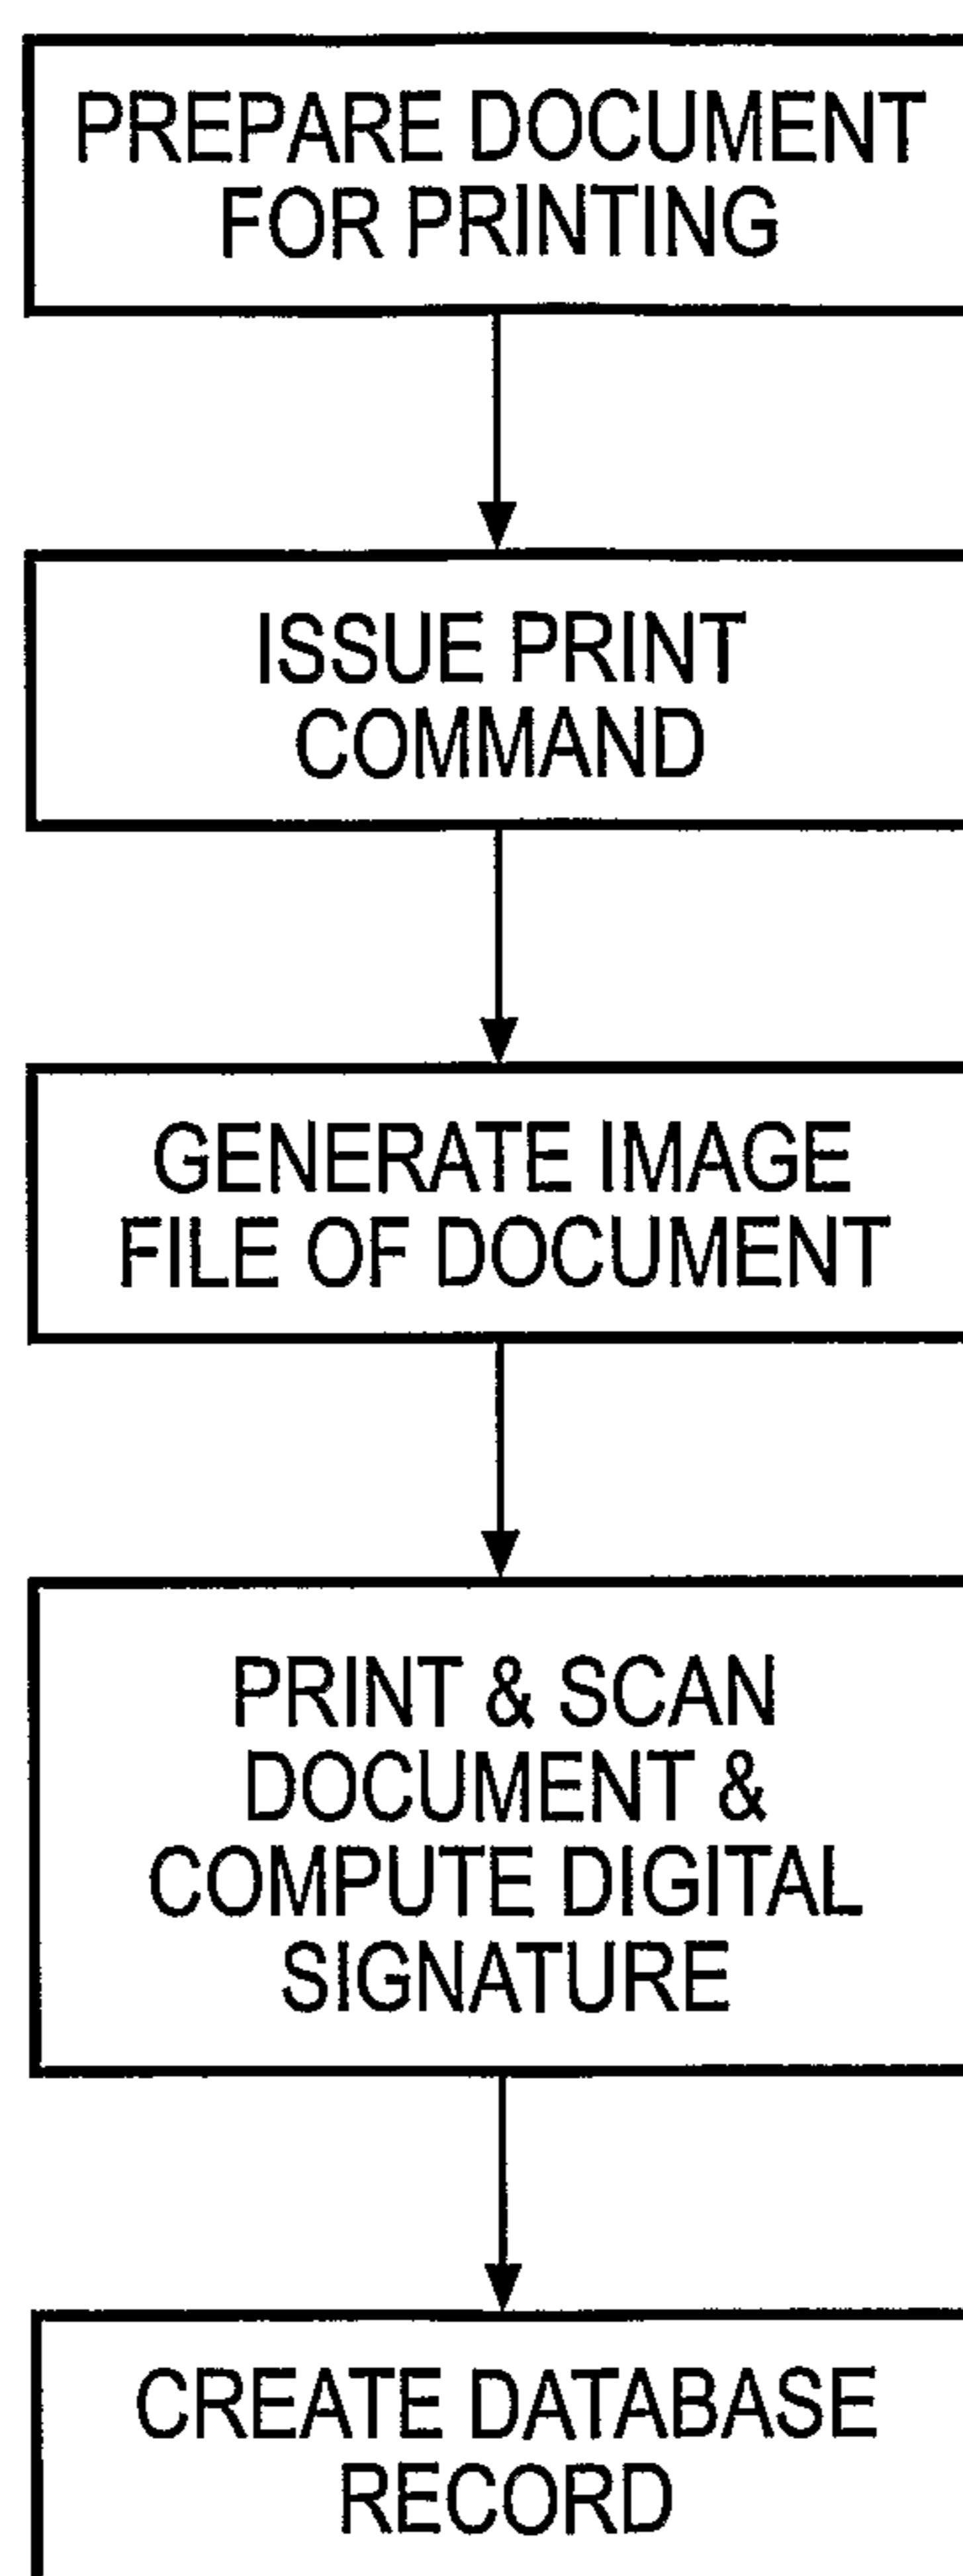 PREPARE DOCUMENT
FOR PRINTING
ISSUE PRINT
COMMAND
GENERATE IMAGE
FILE OF DOCUMENT
PRINT & SCAN
DOCUMENT &
COMPUTE DIGITAL
SIGNATURE
CREATE DATABASE
RECORD